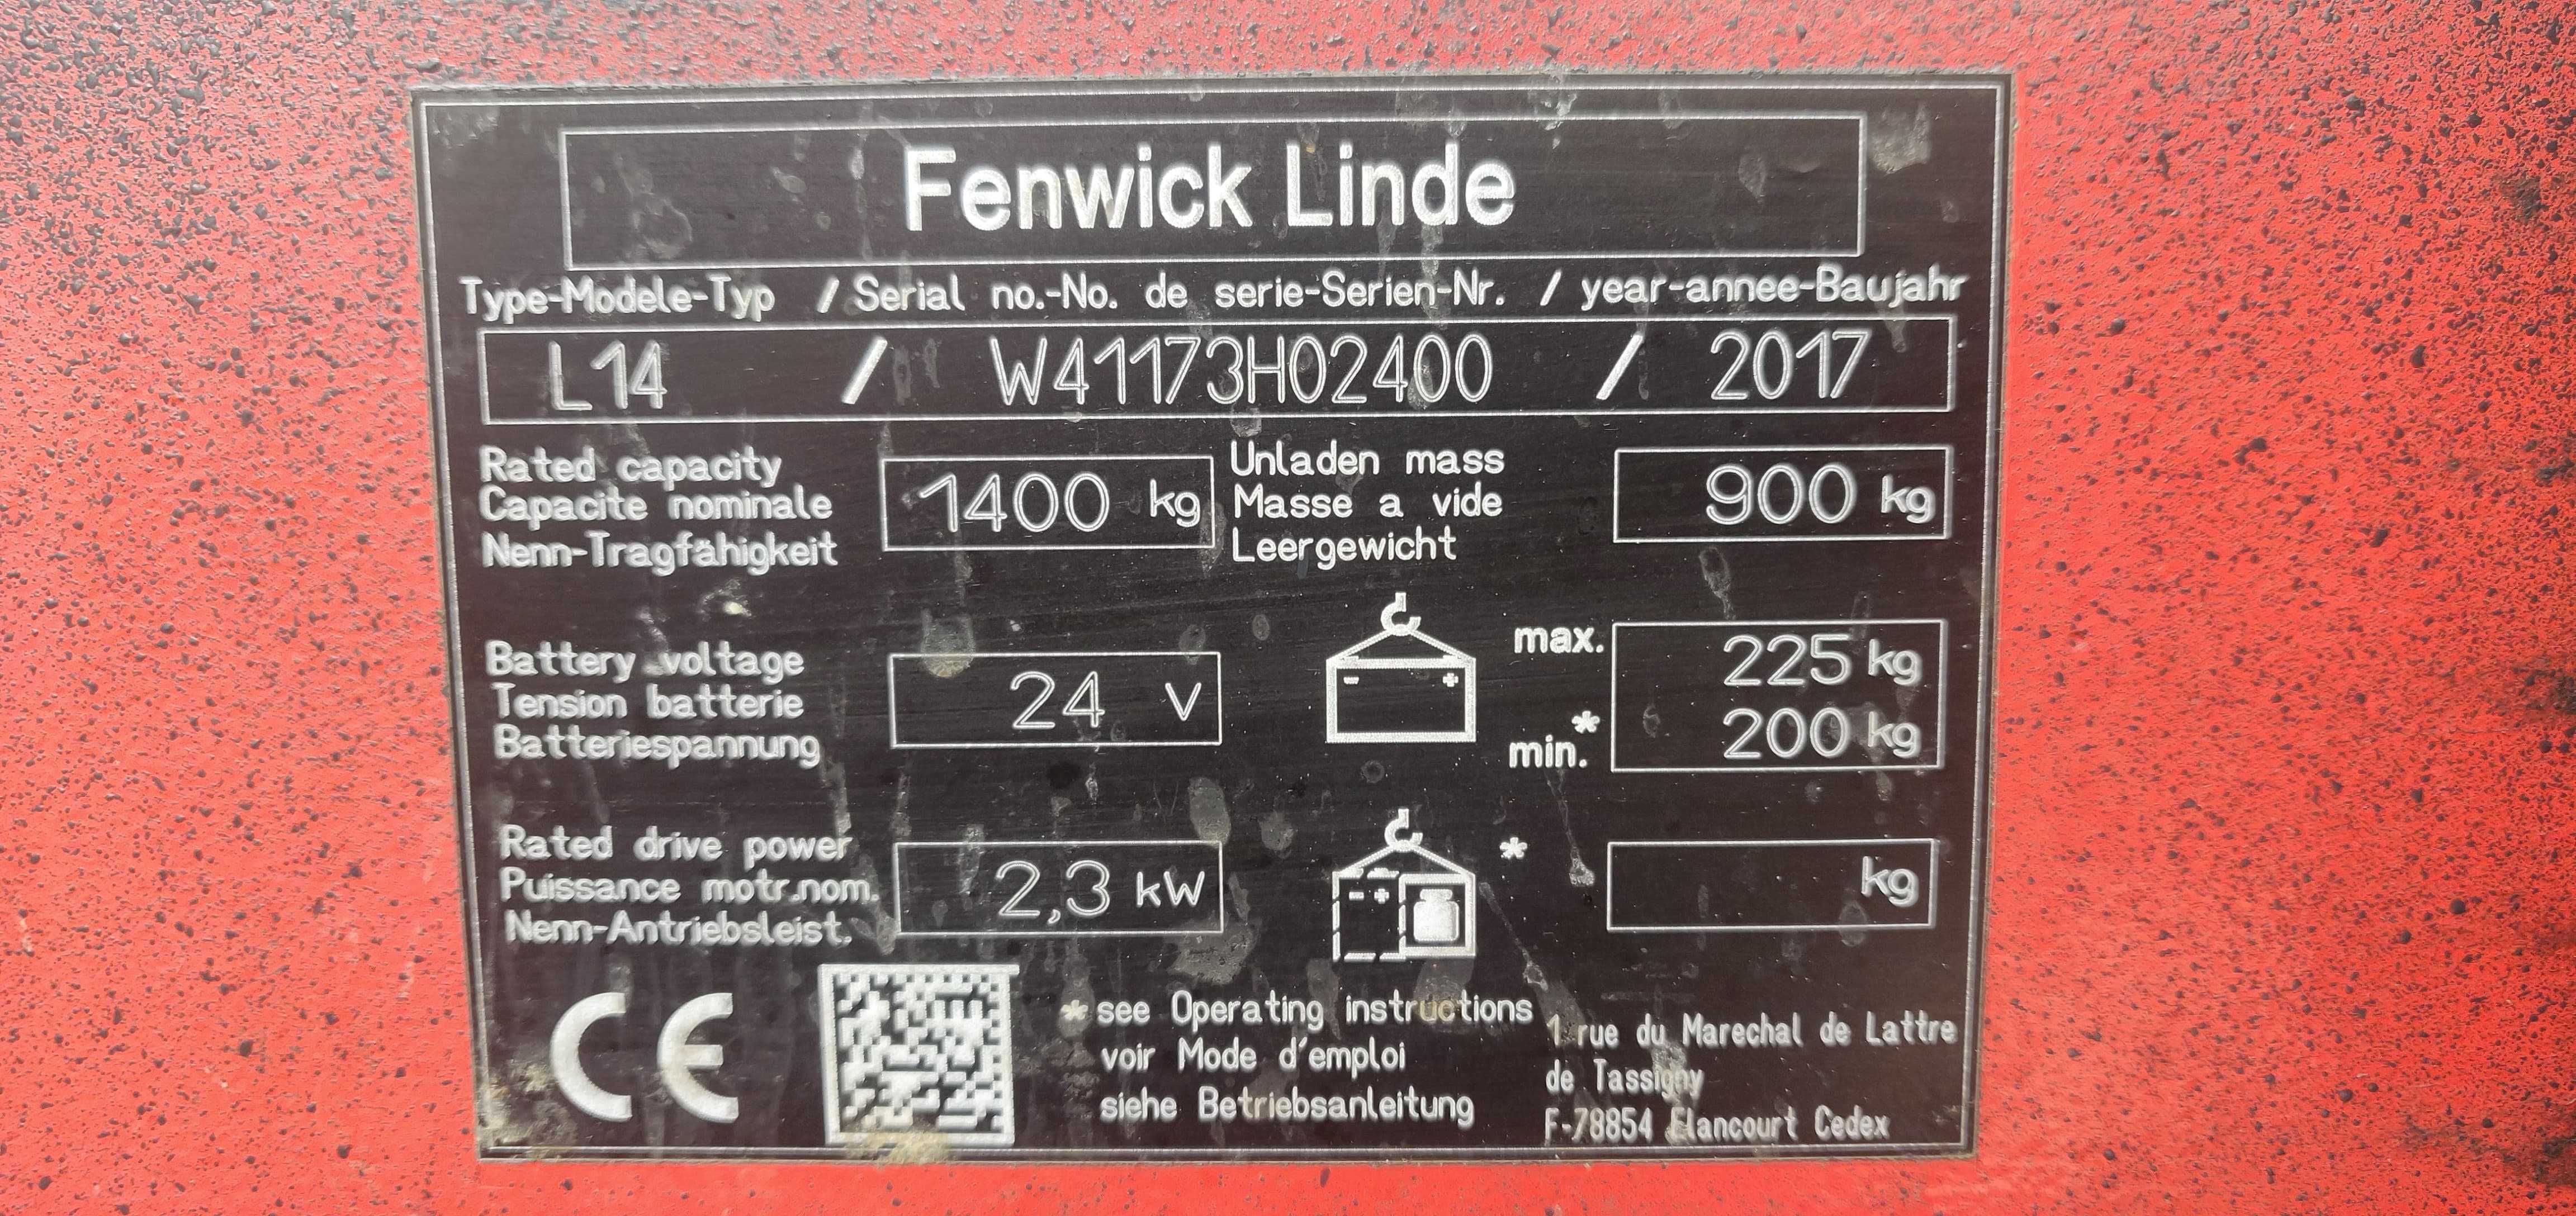 Fenwick Linde
Type-Modele-Typ / Serial no.-No. de serie-Serien-Nr. / year-annee-Baujahr
L14 / W41173H02400 / 2017
Rated capacity
Capacite nominale
Nenn-Tragfähigkeit
1400 kg
Unladen mass
Masse a vide
Leergewicht
900 kg
Battery voltage
Tension batterie
Batteriespannung
24 V
- +
max. 225 kg
min.* 200 kg
Rated drive power
Puissance motr.nom.
Nenn-Antriebsleist.
2,3 kW
- +
* kg
CE
* see Operating instructions
voir Mode d'emploi
siehe Betriebsanleitung
1 rue du Marechal de Lattre
de Tassigny
F-78854 Elancourt Cedex